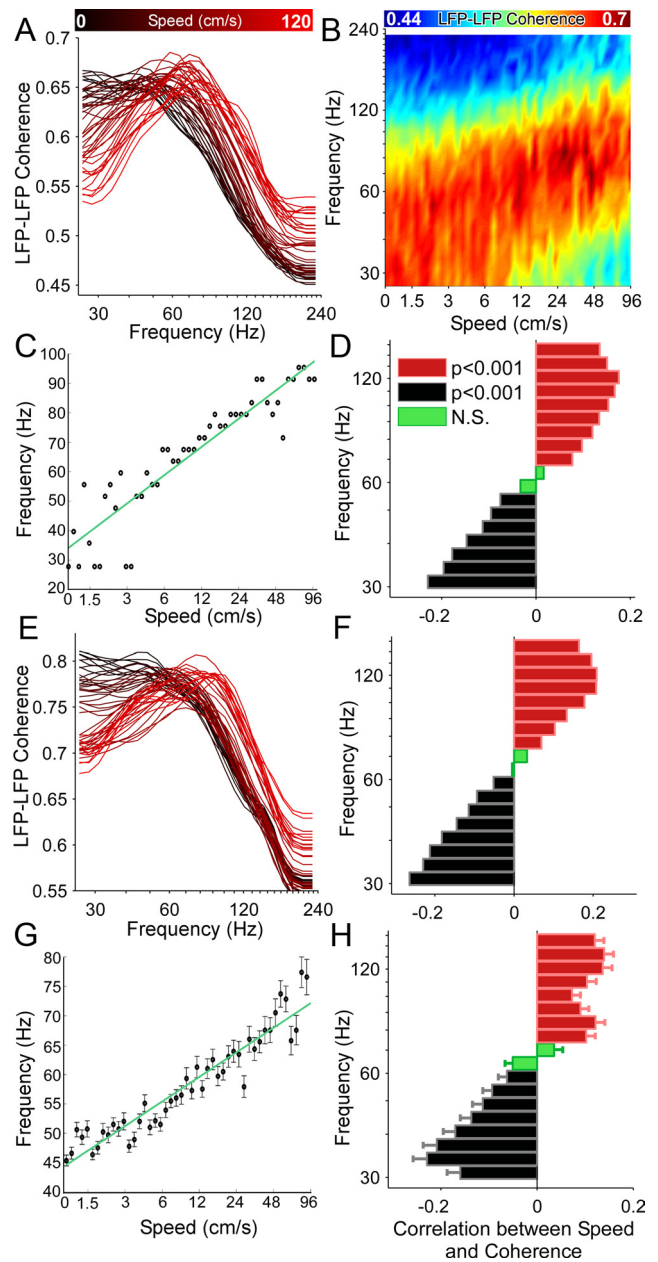 A
0 Speed (cm/s) 120
0.7
0.65
0.6
0.55
0.5
0.45
LFP-LFP Coherence
30 60 120 240
Frequency (Hz)
B
0.44 LFP-LFP Coherence 0.7
240
120
60
30
Frequency (Hz)
0 1.5 3 6 12 24 48 96
Speed (cm/s)
C
100
90
80
70
60
50
40
30
20
Frequency (Hz)
0 1.5 3 6 12 24 48 96
Speed (cm/s)
D
p<0.001
p<0.001
N.S.
120
60
30
Frequency (Hz)
-0.2 0 0.2
E
0.8
0.75
0.7
0.65
0.6
0.55
LFP-LFP Coherence
30 60 120 240
Frequency (Hz)
F
120
60
30
Frequency (Hz)
-0.2 0 0.2
G
80
75
70
65
60
55
50
45
40
Frequency (Hz)
0 1.5 3 6 12 24 48 96
Speed (cm/s)
H
120
60
30
Frequency (Hz)
-0.2 0 0.2
Correlation between Speed
and Coherence